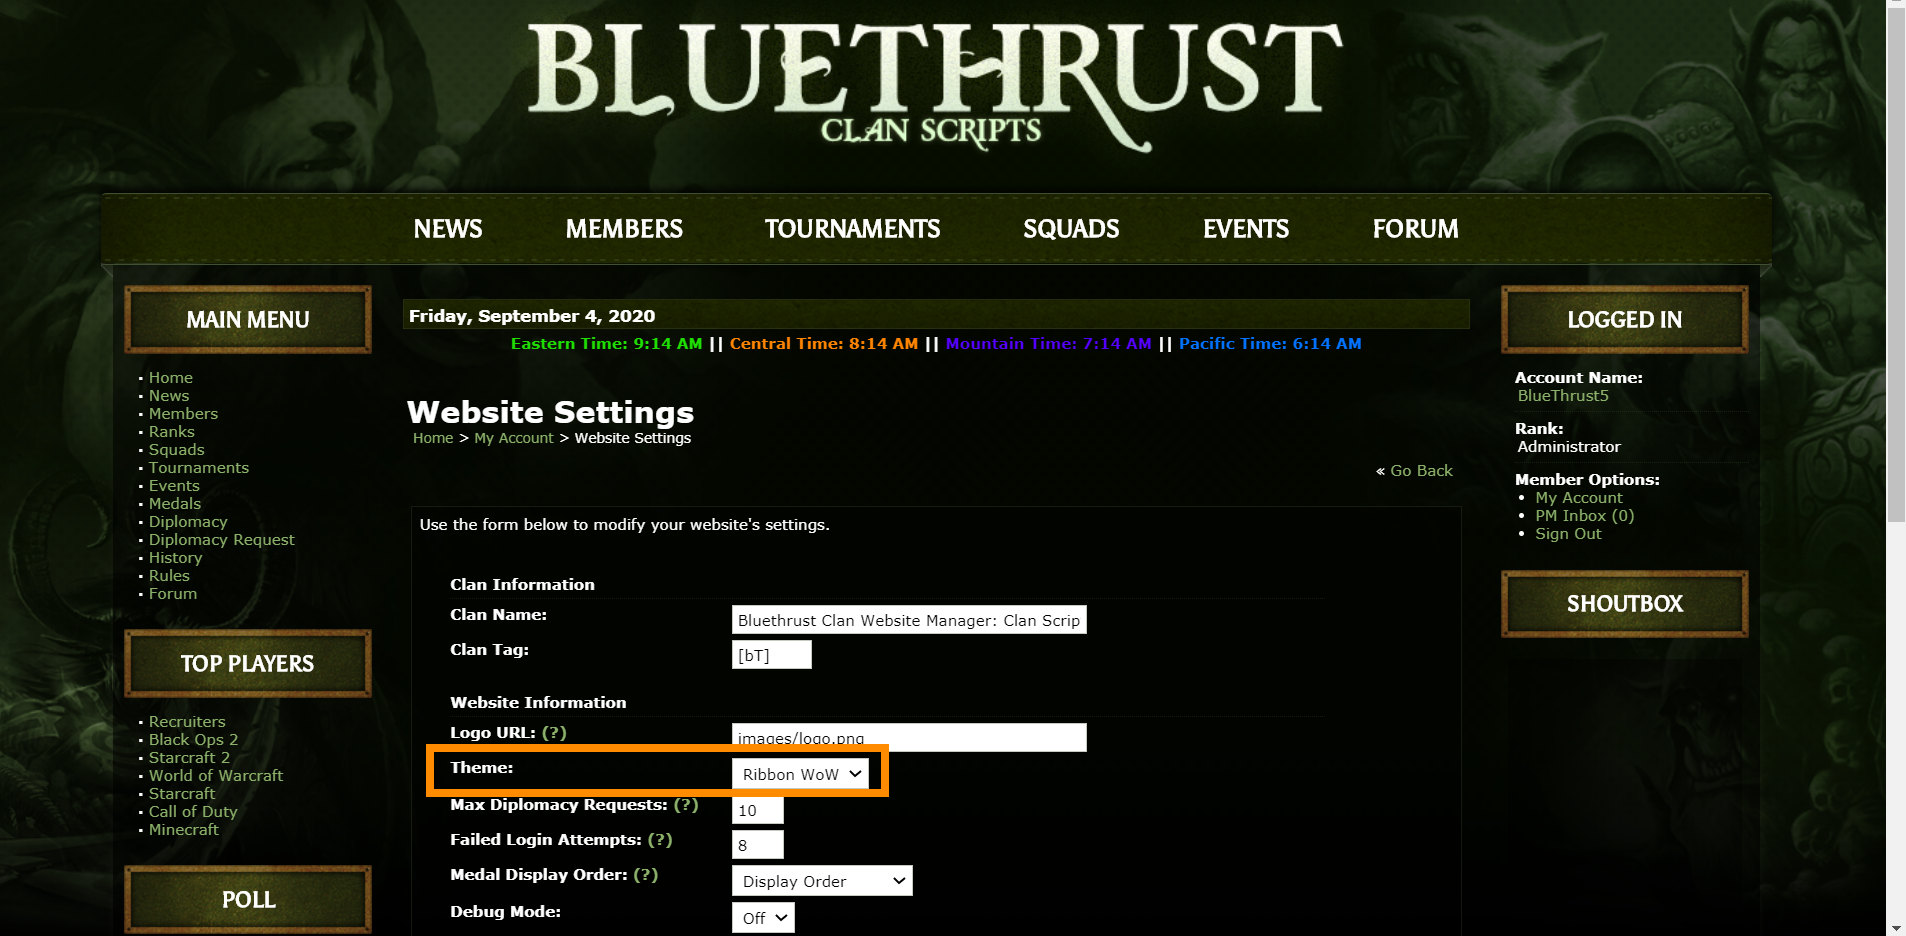 BLUETHRUST
CLAN SCRIPTS
NEWS MEMBERS TOURNAMENTS SQUADS EVENTS FORUM
MAIN MENU
• Home
• News
• Members
• Ranks
• Squads
• Tournaments
• Events
• Medals
• Diplomacy
• Diplomacy Request
• History
• Rules
• Forum
TOP PLAYERS
• Recruiters
• Black Ops 2
• Starcraft 2
• World of Warcraft
• Starcraft
• Call of Duty
• Minecraft
POLL
Friday, September 4, 2020
Eastern Time: 9:14 AM || Central Time: 8:14 AM || Mountain Time: 7:14 AM || Pacific Time: 6:14 AM
Website Settings
Home > My Account > Website Settings
« Go Back
Use the form below to modify your website's settings.
Clan Information
Clan Name: Bluethrust Clan Website Manager: Clan Scrip
Clan Tag: [bT]
Website Information
Logo URL: (?) images/logo.png
Theme: Ribbon WoW
Max Diplomacy Requests: (?) 10
Failed Login Attempts: (?) 8
Medal Display Order: (?) Display Order
Debug Mode: Off
LOGGED IN
Account Name:
BlueThrust5
Rank:
Administrator
Member Options:
• My Account
• PM Inbox (0)
• Sign Out
SHOUTBOX